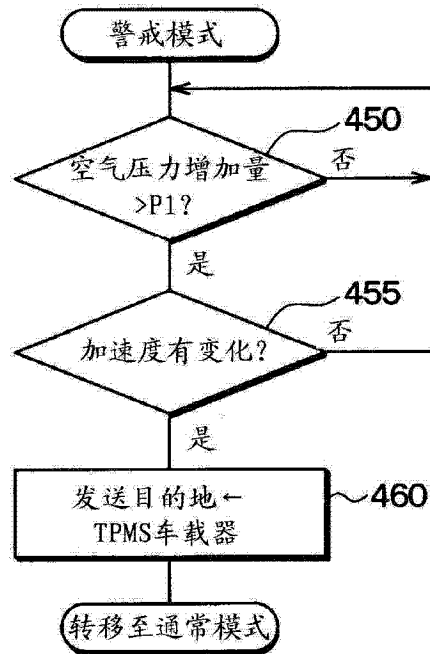 警戒模式
450
空气压力增加量
>P1?
否
是
455
加速度有变化?
否
是
发送目的地←
TPMS车载器
460
转移至通常模式